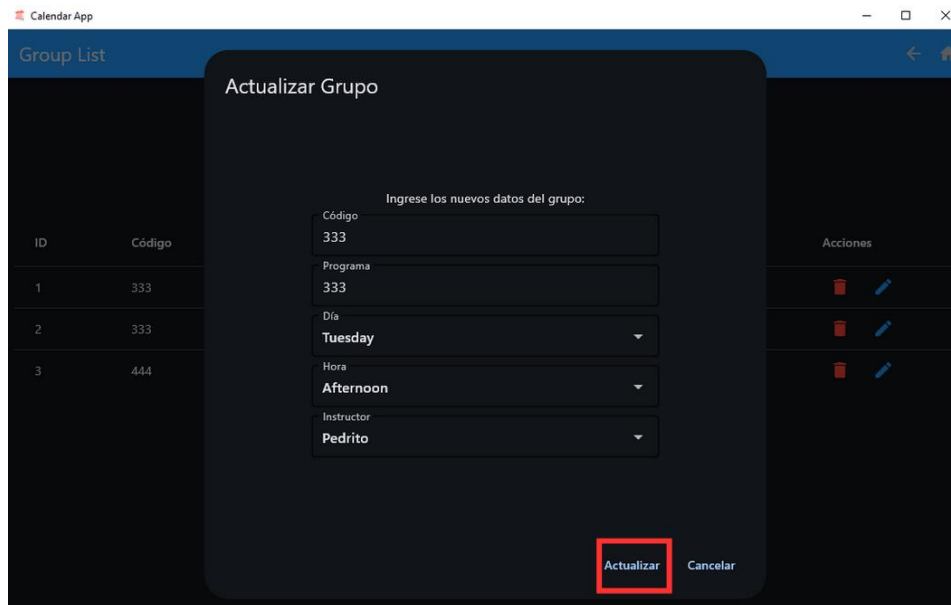 Calendar App
Group List
Actualizar Grupo
Ingrese los nuevos datos del grupo:
Código
333
Programa
333
Día
Tuesday
Hora
Afternoon
Instructor
Pedrito
ID Código Acciones
1 333
2 333
3 444
Actualizar Cancelar